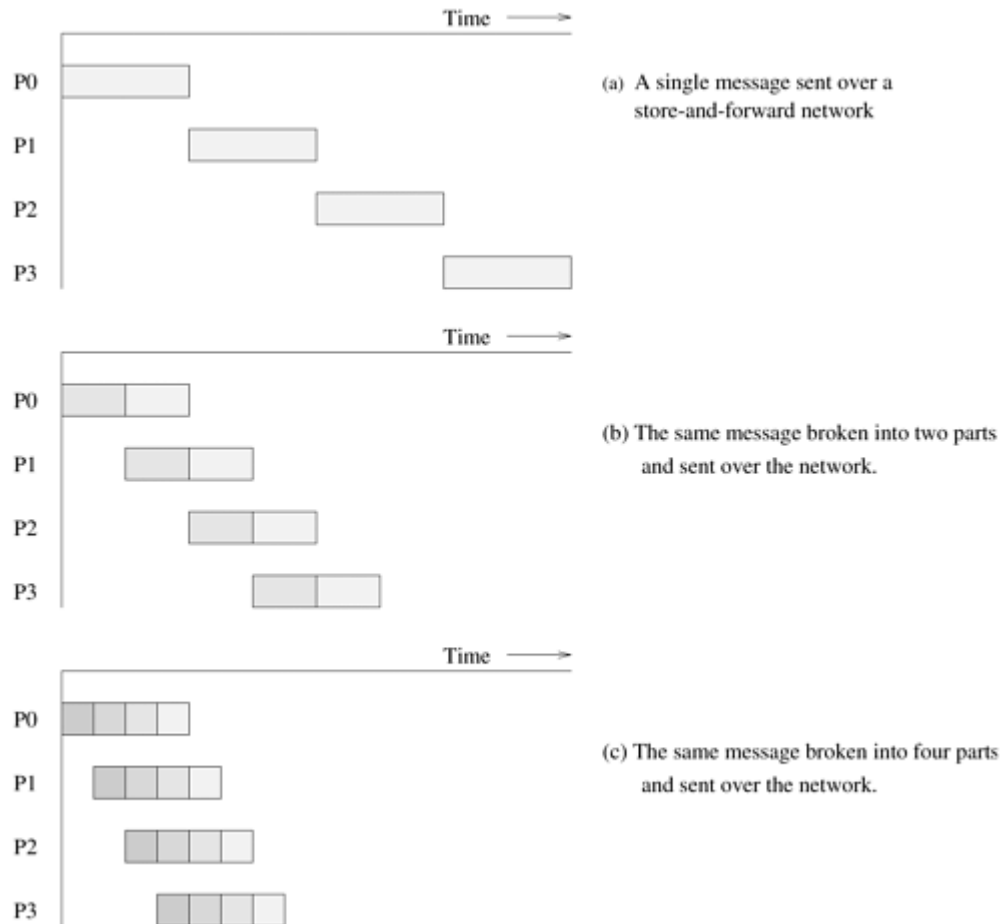 Time
P0
(a) A single message sent over a
store-and-forward network
P1
P2
P3
Time
P0
(b) The same message broken into two parts
and sent over the network.
P1
P2
P3
Time
P0
(c) The same message broken into four parts
and sent over the network.
P1
P2
P3